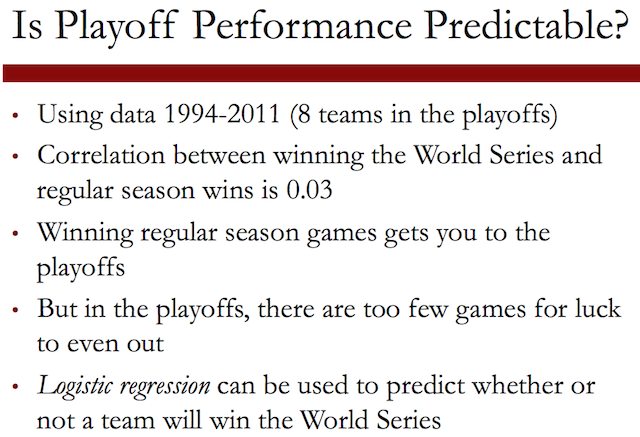 Is Playoff Performance Predictable?
• Using data 1994-2011 (8 teams in the playoffs)
• Correlation between winning the World Series and
regular season wins is 0.03
• Winning regular season games gets you to the
playoffs
• But in the playoffs, there are too few games for luck
to even out
• Logistic regression can be used to predict whether or
not a team will win the World Series